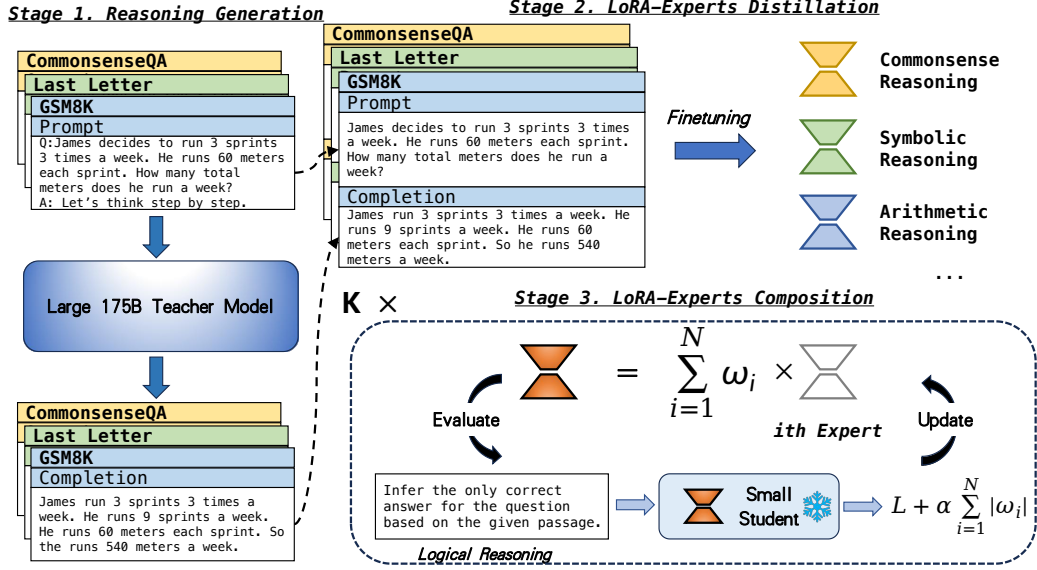 Stage 1. Reasoning Generation
CommonsenseQA
Last Letter
GSM8K
Prompt
Q:James decides to run 3 sprints
3 times a week. He runs 60 meters
each sprint. How many total
meters does he run a week?
A: Let's think step by step.
Large 175B Teacher Model
CommonsenseQA
Last Letter
GSM8K
Completion
James run 3 sprints 3 times a
week. He runs 9 sprints a week.
He runs 60 meters each sprint. So
the runs 540 meters a week.
Stage 2. LoRA-Experts Distillation
CommonsenseQA
Last Letter
GSM8K
Prompt
James decides to run 3 sprints 3 times
a week. He runs 60 meters each sprint.
How many total meters does he run a
week?
Completion
James run 3 sprints 3 times a week. He
runs 9 sprints a week. He runs 60
meters each sprint. So he runs 540
meters a week.
Finetuning
Commonsense
Reasoning
Symbolic
Reasoning
Arithmetic
Reasoning
...
Stage 3. LoRA-Experts Composition
K ×
= ∑_{i=1}^{N} ω_i ×
ith Expert
Evaluate
Update
Infer the only correct
answer for the question
based on the given passage.
Logical Reasoning
Small
Student
L + α ∑_{i=1}^{N} |ω_i|